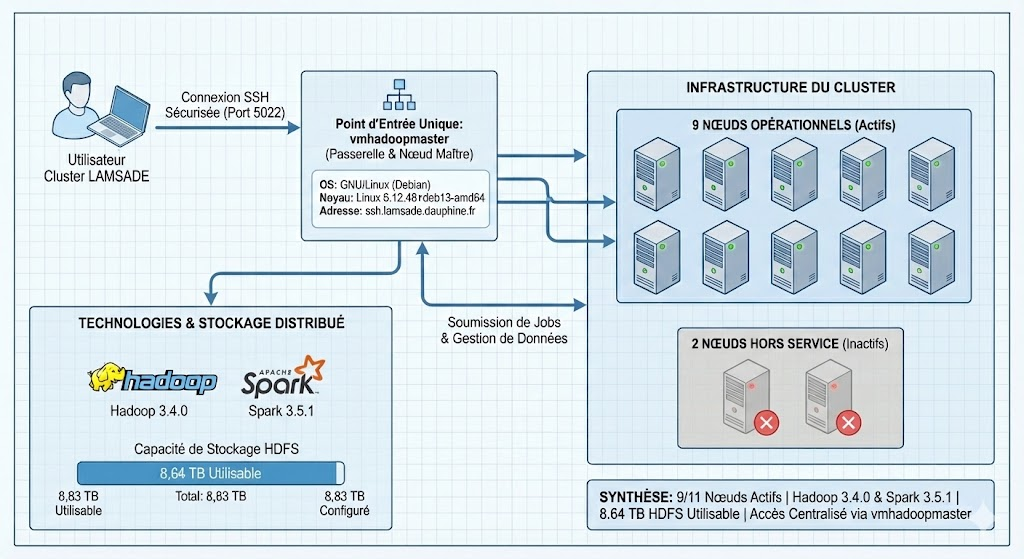 Connexion SSH
Sécurisée (Port 5022)
Utilisateur
Cluster LAMSADE
Point d'Entrée Unique:
vmhadoopmaster
(Passerelle & Nœud Maître)
OS: GNU/Linux (Debian)
Noyau: Linux 6.12.48rdeb13-amd64
Adresse: ssh.lamsade.dauphine.fr
INFRASTRUCTURE DU CLUSTER
9 NŒUDS OPÉRATIONNELS (Actifs)
2 NŒUDS HORS SERVICE (Inactifs)
Soumission de Jobs
& Gestion de Données
TECHNOLOGIES & STOCKAGE DISTRIBUÉ
hadoop
Hadoop 3.4.0
APACHE
Spark
Spark 3.5.1
Capacité de Stockage HDFS
8,64 TB Utilisable
8,83 TB
Utilisable
Total: 8,83 TB
8,83 TB
Configuré
SYNTHÈSE: 9/11 Nœuds Actifs | Hadoop 3.4.0 & Spark 3.5.1 |
8.64 TB HDFS Utilisable | Accès Centralisé via vmhadoopmaster